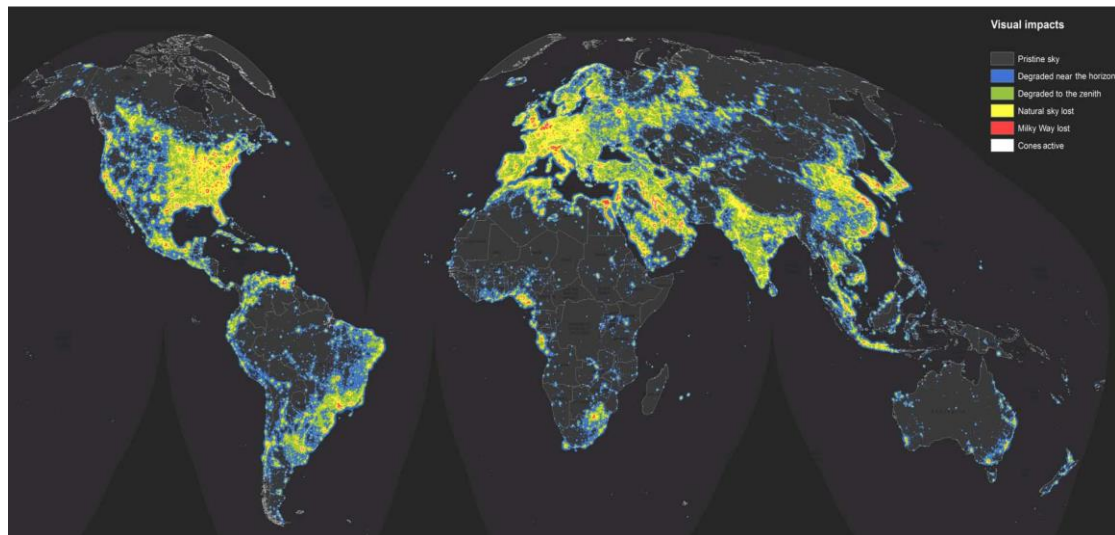 Visual impacts
Pristine sky
Degraded near the horizon
Degraded to the zenith
Natural sky lost
Milky Way lost
Cones active